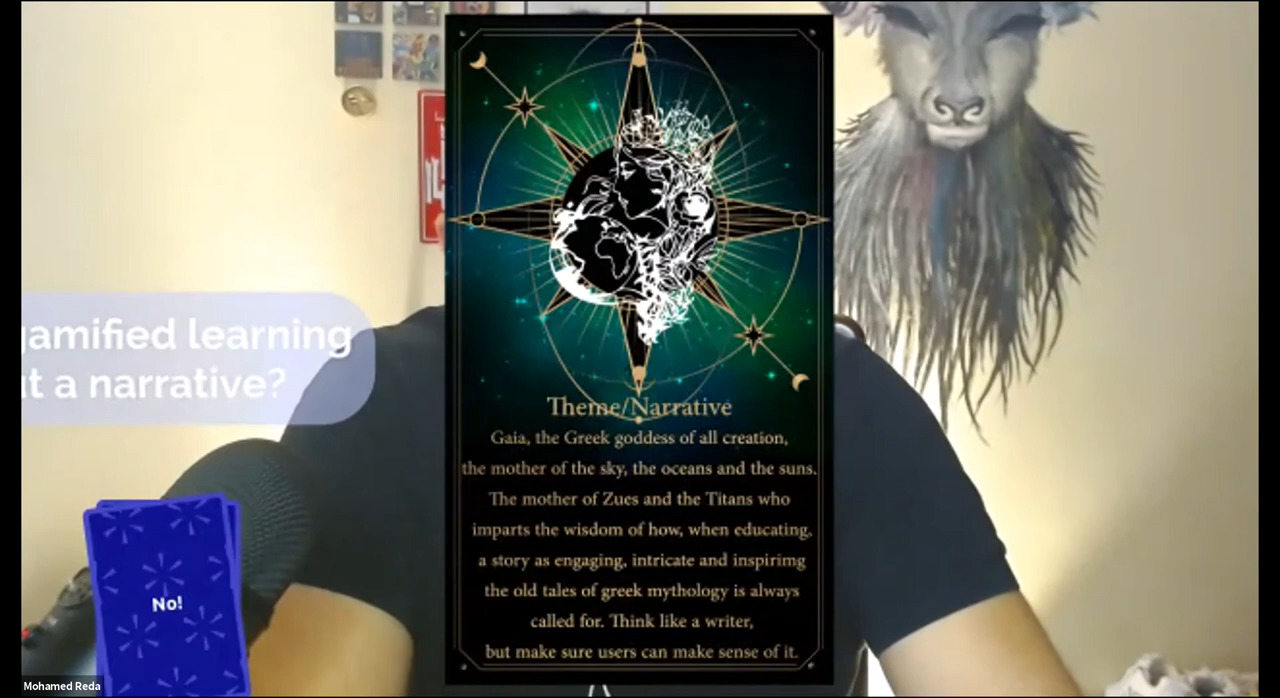 gamified learning
ut a narrative?
No!
Theme/Narrative
Gaia, the Greek goddess of all creation,
the mother of the sky, the oceans and the suns.
The mother of Zues and the Titans who
imparts the wisdom of how, when educating,
a story as engaging, intricate and inspirimg
the old tales of greek mythology is always
called for. Think like a writer,
but make sure users can make sense of it.
Mohamed Reda